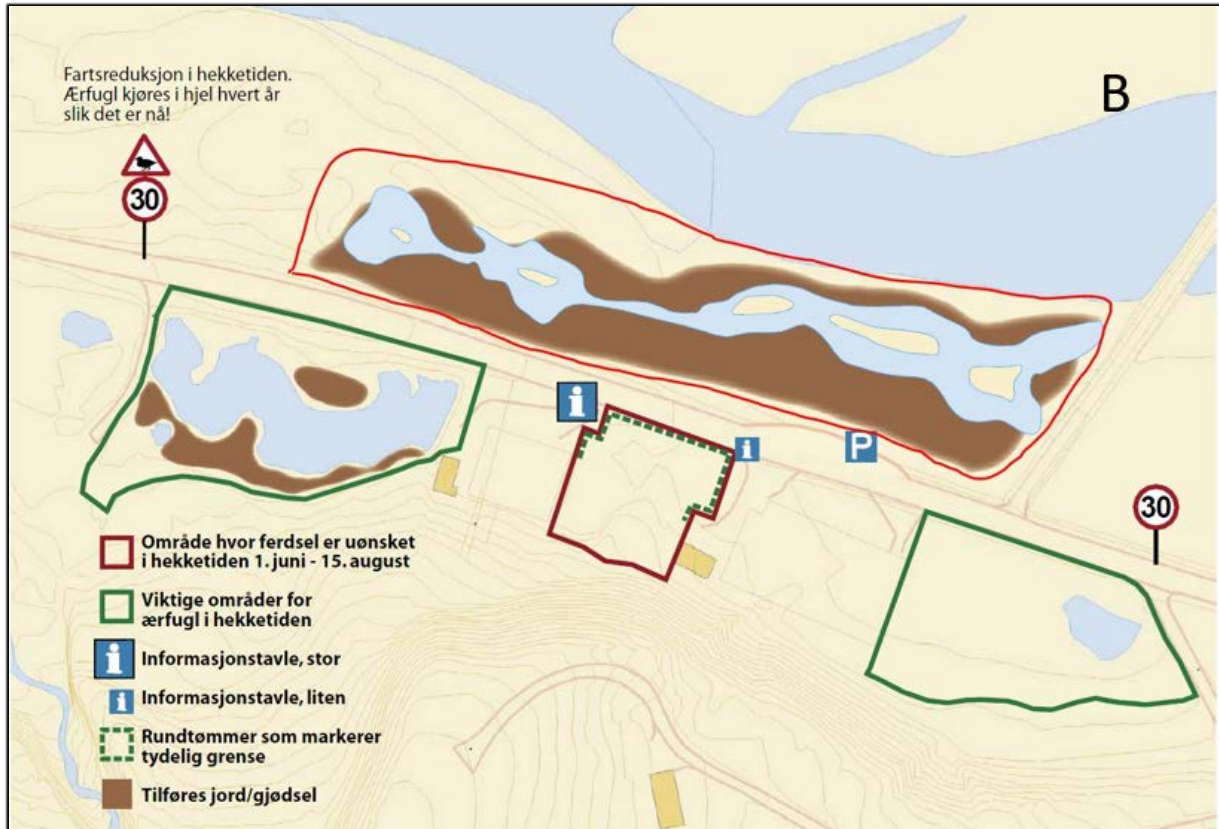 Fartsreduksjon i hekketiden.
Ærfugl kjøres i hjel hvert år
slik det er nå!
B
30
i
i
P
30
Område hvor ferdsel er uønsket
i hekketiden 1. juni - 15. august
Viktige områder for
ærfugl i hekketiden
i Informasjonstavle, stor
i Informasjonstavle, liten
Rundtømmer som markerer
tydelig grense
Tilføres jord/gjødsel